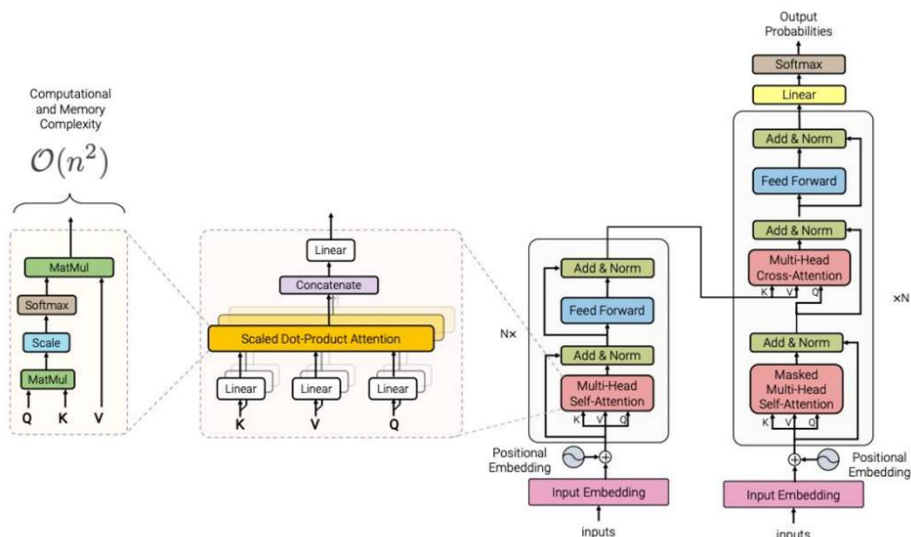 Computational
and Memory
Complexity
O(n²)
MatMul
Softmax
Scale
MatMul
Q K V
Linear
Concatenate
Scaled Dot-Product Attention
Linear Linear Linear
K V Q
N×
Add & Norm
Feed Forward
Add & Norm
Multi-Head
Self-Attention
K V Q
Positional
Embedding
Input Embedding
inputs
Output
Probabilities
Softmax
Linear
Add & Norm
Feed Forward
Add & Norm
Multi-Head
Cross-Attention
K V Q
×N
Add & Norm
Masked
Multi-Head
Self-Attention
K V Q
Positional
Embedding
Input Embedding
inputs